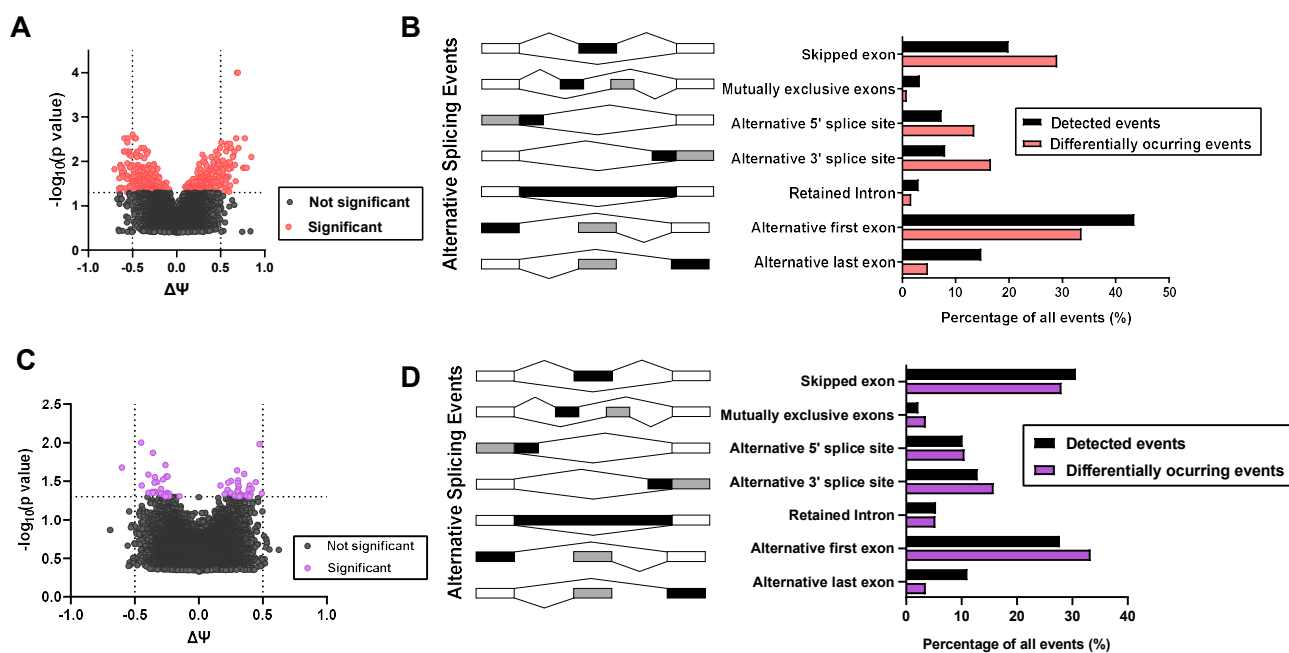 A
-log10(p value)
4
3
2
1
0
-1.0 -0.5 0.0 0.5 1.0
ΔΨ
Not significant
Significant
B
Alternative Splicing Events
Skipped exon
Mutually exclusive exons
Alternative 5' splice site
Alternative 3' splice site
Retained Intron
Alternative first exon
Alternative last exon
0 10 20 30 40 50
Percentage of all events (%)
Detected events
Differentially ocurring events
C
-log10(p value)
2.5
2.0
1.5
1.0
0.5
0.0
-1.0 -0.5 0.0 0.5 1.0
ΔΨ
Not significant
Significant
D
Alternative Splicing Events
Skipped exon
Mutually exclusive exons
Alternative 5' splice site
Alternative 3' splice site
Retained Intron
Alternative first exon
Alternative last exon
0 10 20 30 40
Percentage of all events (%)
Detected events
Differentially ocurring events